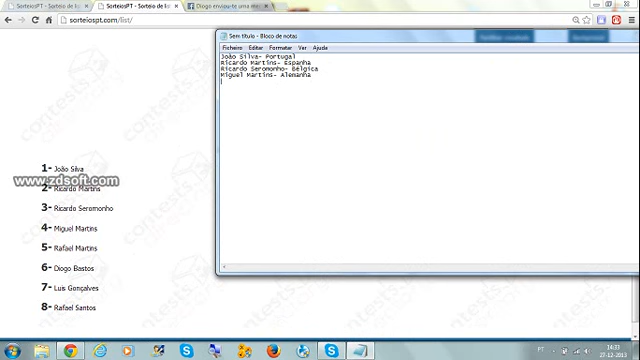 SorteiosPT - Sorteio de l
SorteiosPT - Sorteio de l
Diogo enviou-te uma me
sorteiospt.com/list/
Sem título - Bloco de notas
Ficheiro Editar Formatar Ver Ajuda
João Silva- Portugal
Ricardo Martins- Espanha
Ricardo Seromonho- Bélgica
Miguel Martins- Alemanha
1- João Silva
www.zdsoft.com
2- Ricardo Martins
3- Ricardo Seromonho
4- Miguel Martins
5- Rafael Martins
6- Diogo Bastos
7- Luis Gonçalves
8- Rafael Santos
contests
PT
14:33
27-12-2013